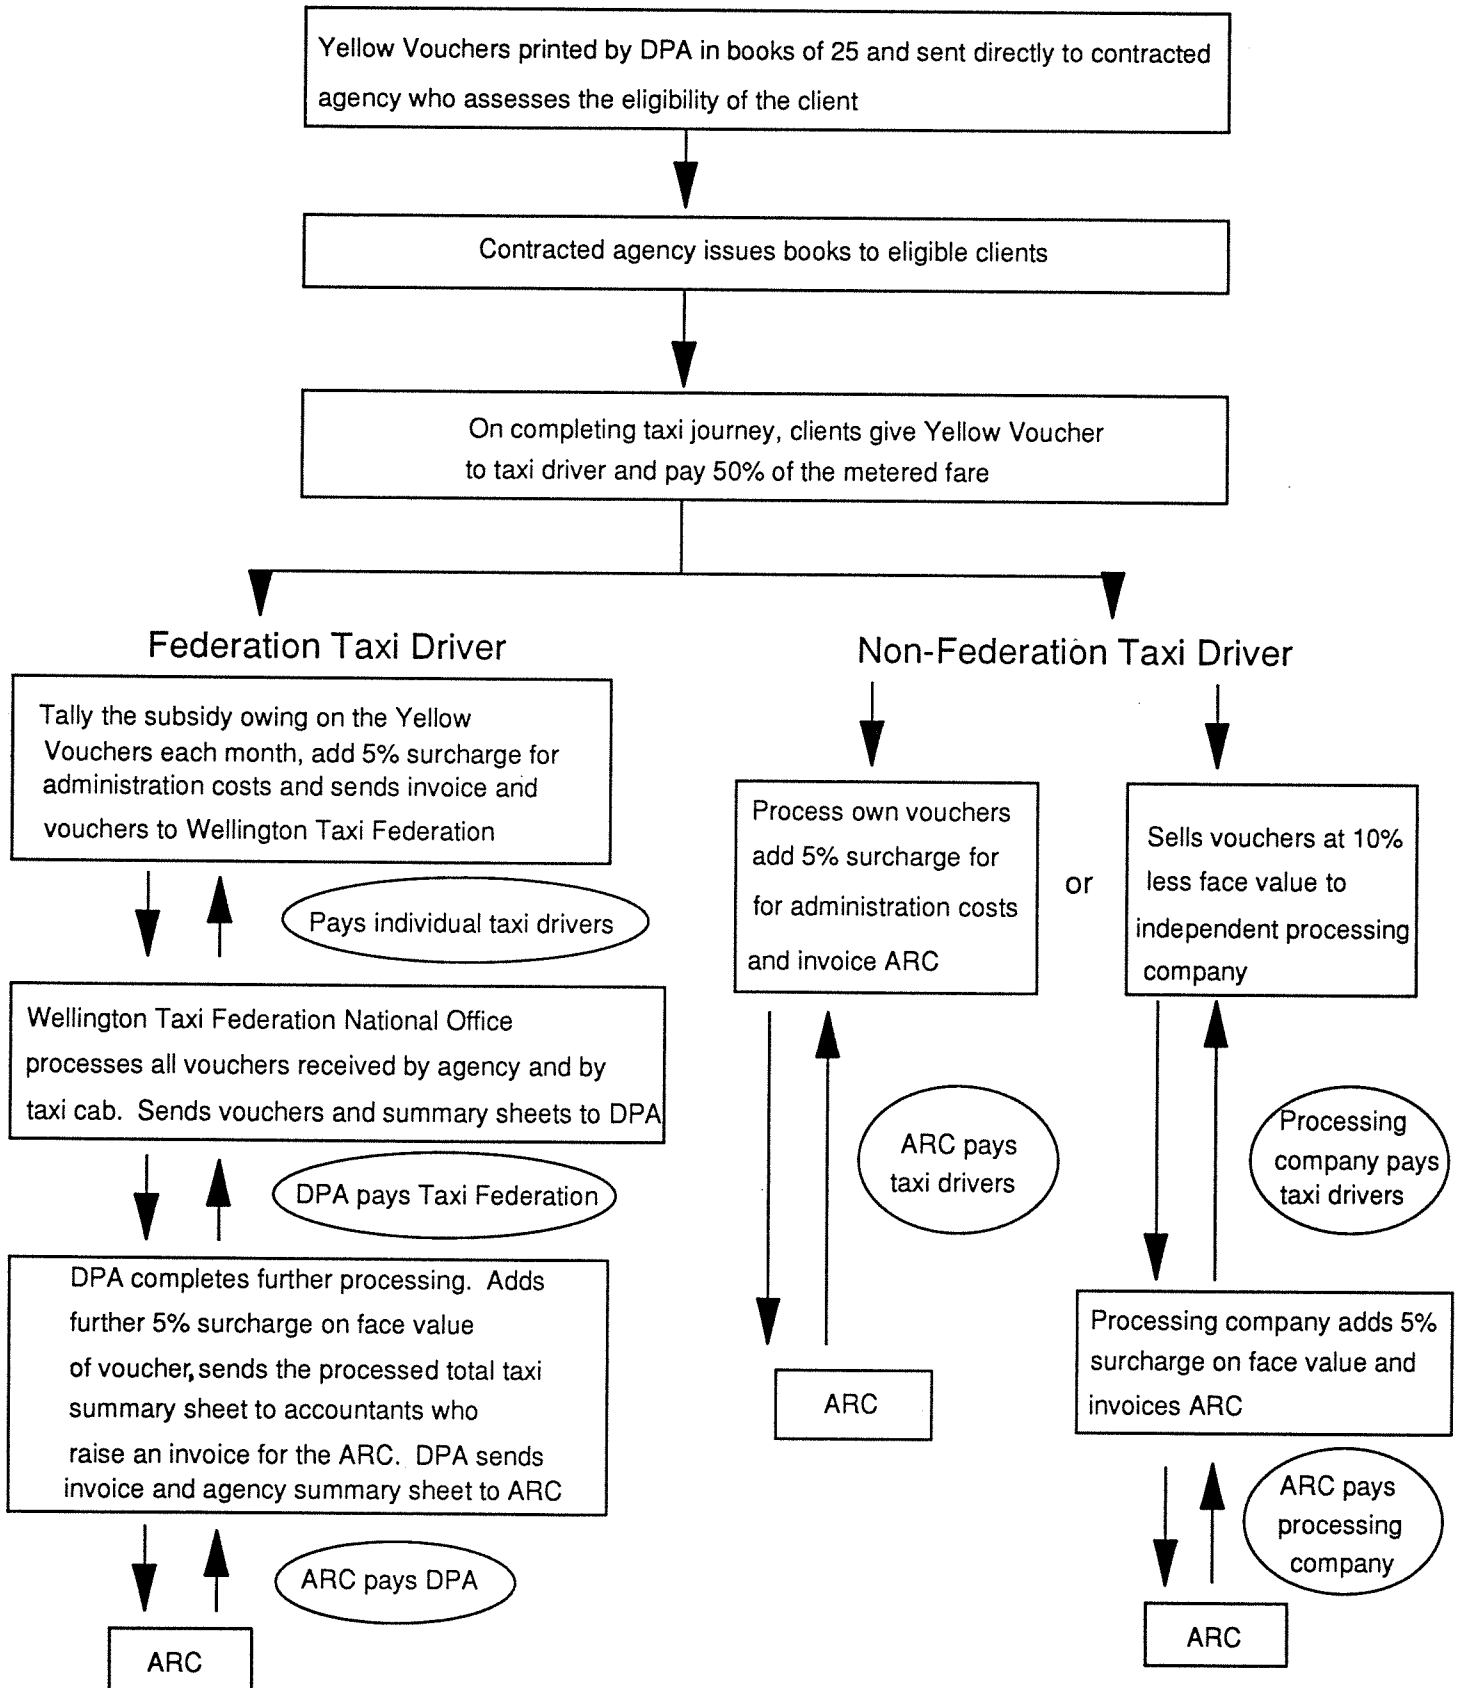 Yellow Vouchers printed by DPA in books of 25 and sent directly to contracted
agency who assesses the eligibility of the client
Contracted agency issues books to eligible clients
On completing taxi journey, clients give Yellow Voucher
to taxi driver and pay 50% of the metered fare
Federation Taxi Driver
Tally the subsidy owing on the Yellow
Vouchers each month, add 5% surcharge for
administration costs and sends invoice and
vouchers to Wellington Taxi Federation
Pays individual taxi drivers
Wellington Taxi Federation National Office
processes all vouchers received by agency and by
taxi cab. Sends vouchers and summary sheets to DPA
DPA pays Taxi Federation
DPA completes further processing. Adds
further 5% surcharge on face value
of voucher, sends the processed total taxi
summary sheet to accountants who
raise an invoice for the ARC. DPA sends
invoice and agency summary sheet to ARC
ARC pays DPA
ARC
Non-Federation Taxi Driver
Process own vouchers
add 5% surcharge for
for administration costs
and invoice ARC
or
Sells vouchers at 10%
less face value to
independent processing
company
ARC pays
taxi drivers
ARC
Processing
company pays
taxi drivers
Processing company adds 5%
surcharge on face value and
invoices ARC
ARC pays
processing
company
ARC